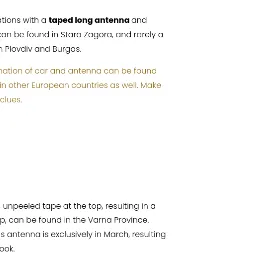 ations with a taped long antenna and
can be found in Stara Zagora, and rarely a
n Plovdiv and Burgas.
nation of car and antenna can be found
in other European countries as well. Make
clues.
unpeeled tape at the top, resulting in a
p, can be found in the Varna Province.
s antenna is exclusively in March, resulting
ook.